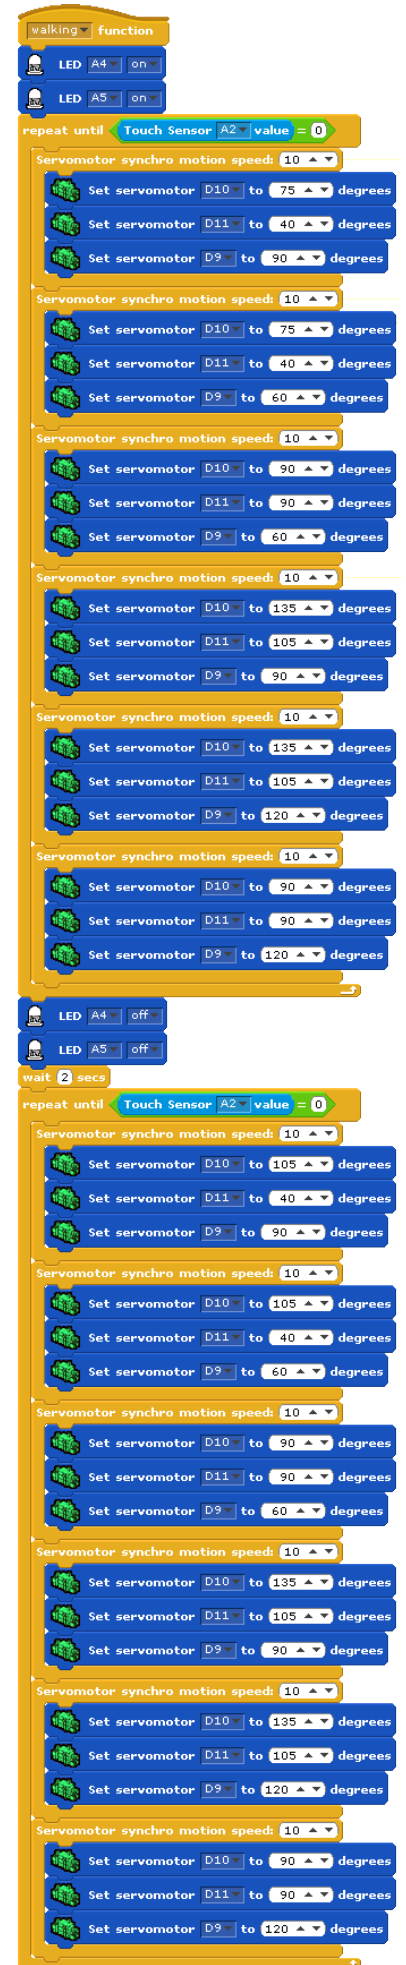 walking function
LED A4 on
LED A5 on
repeat until Touch Sensor A2 value = 0
Servomotor synchro motion speed: 10
Set servomotor D10 to 75 degrees
Set servomotor D11 to 40 degrees
Set servomotor D9 to 90 degrees
Servomotor synchro motion speed: 10
Set servomotor D10 to 75 degrees
Set servomotor D11 to 40 degrees
Set servomotor D9 to 60 degrees
Servomotor synchro motion speed: 10
Set servomotor D10 to 90 degrees
Set servomotor D11 to 90 degrees
Set servomotor D9 to 60 degrees
Servomotor synchro motion speed: 10
Set servomotor D10 to 135 degrees
Set servomotor D11 to 105 degrees
Set servomotor D9 to 90 degrees
Servomotor synchro motion speed: 10
Set servomotor D10 to 135 degrees
Set servomotor D11 to 105 degrees
Set servomotor D9 to 120 degrees
Servomotor synchro motion speed: 10
Set servomotor D10 to 90 degrees
Set servomotor D11 to 90 degrees
Set servomotor D9 to 120 degrees
LED A4 off
LED A5 off
wait 2 secs
repeat until Touch Sensor A2 value = 0
Servomotor synchro motion speed: 10
Set servomotor D10 to 105 degrees
Set servomotor D11 to 40 degrees
Set servomotor D9 to 90 degrees
Servomotor synchro motion speed: 10
Set servomotor D10 to 105 degrees
Set servomotor D11 to 40 degrees
Set servomotor D9 to 60 degrees
Servomotor synchro motion speed: 10
Set servomotor D10 to 90 degrees
Set servomotor D11 to 90 degrees
Set servomotor D9 to 60 degrees
Servomotor synchro motion speed: 10
Set servomotor D10 to 135 degrees
Set servomotor D11 to 105 degrees
Set servomotor D9 to 90 degrees
Servomotor synchro motion speed: 10
Set servomotor D10 to 135 degrees
Set servomotor D11 to 105 degrees
Set servomotor D9 to 120 degrees
Servomotor synchro motion speed: 10
Set servomotor D10 to 90 degrees
Set servomotor D11 to 90 degrees
Set servomotor D9 to 120 degrees